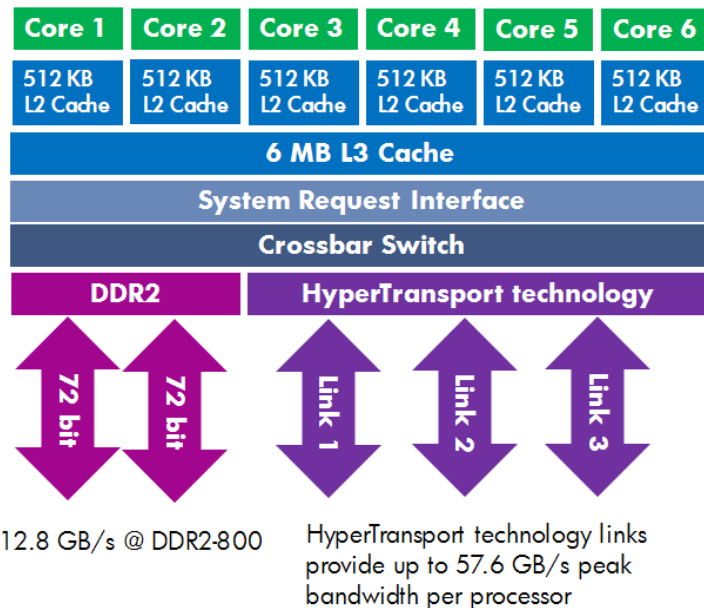 Core 1 Core 2 Core 3 Core 4 Core 5 Core 6
512 KB 512 KB 512 KB 512 KB 512 KB 512 KB
L2 Cache L2 Cache L2 Cache L2 Cache L2 Cache L2 Cache
6 MB L3 Cache
System Request Interface
Crossbar Switch
DDR2 HyperTransport technology
72 bit 72 bit Link 1 Link 2 Link 3
12.8 GB/s @ DDR2-800
HyperTransport technology links
provide up to 57.6 GB/s peak
bandwidth per processor